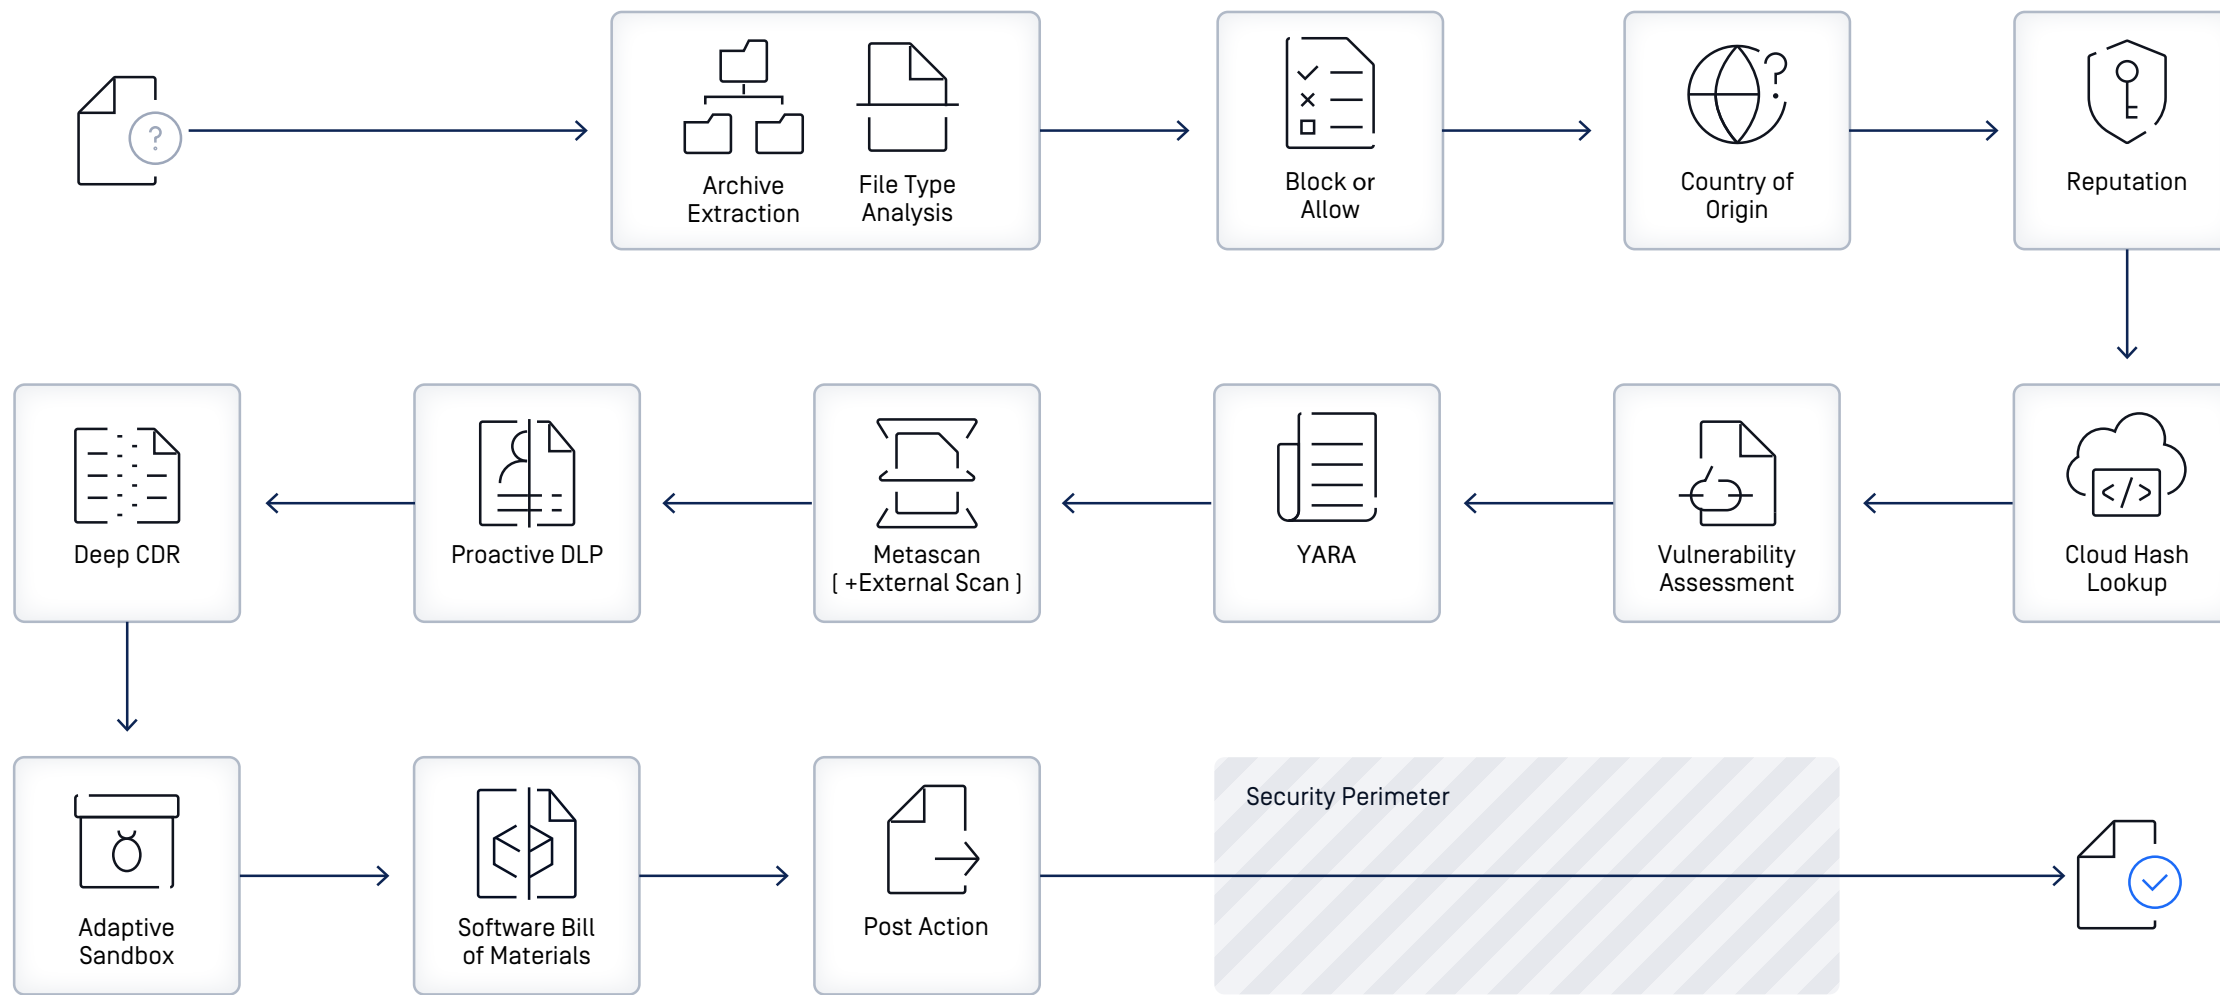 ?
Archive
Extraction
File Type
Analysis
Block or
Allow
Country of
Origin
?
Reputation
Deep CDR
Proactive DLP
Metascan
[ +External Scan ]
YARA
Vulnerability
Assessment
</>
Cloud Hash
Lookup
Adaptive
Sandbox
Software Bill
of Materials
Post Action
Security Perimeter